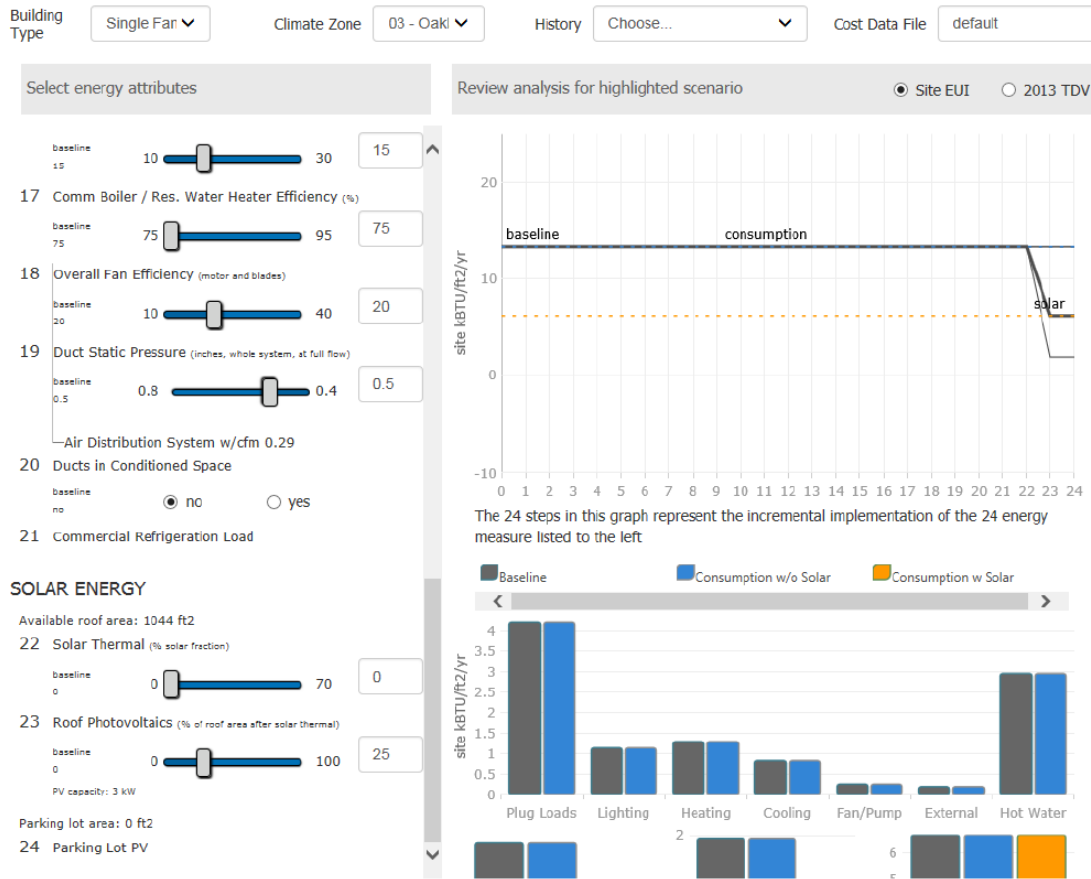 Building Type Single Fan Climate Zone 03 - Oakl History Choose... Cost Data File default
Select energy attributes
baseline
15 10 30 15
17 Comm Boiler / Res. Water Heater Efficiency (%)
baseline
75 75 95 75
18 Overall Fan Efficiency (motor and blades)
baseline
20 10 40 20
19 Duct Static Pressure (inches, whole system, at full flow)
baseline
0.5 0.8 0.4 0.5
Air Distribution System w/cfm 0.29
20 Ducts in Conditioned Space
baseline
no no yes
21 Commercial Refrigeration Load
SOLAR ENERGY
Available roof area: 1044 ft2
22 Solar Thermal (% solar fraction)
baseline
0 0 70 0
23 Roof Photovoltaics (% of roof area after solar thermal)
baseline
0 0 100 25
PV capacity: 3 kW
Parking lot area: 0 ft2
24 Parking Lot PV
Review analysis for highlighted scenario Site EUI 2013 TDV
site kBTU/ft2/yr
20
10
0
-10
baseline consumption
solar
0 1 2 3 4 5 6 7 8 9 10 11 12 13 14 15 16 17 18 19 20 21 22 23 24
The 24 steps in this graph represent the incremental implementation of the 24 energy
measure listed to the left
Baseline Consumption w/o Solar Consumption w Solar
site kBTU/ft2/yr
4
3.5
3
2.5
2
1.5
1
0.5
0
Plug Loads Lighting Heating Cooling Fan/Pump External Hot Water
2
6